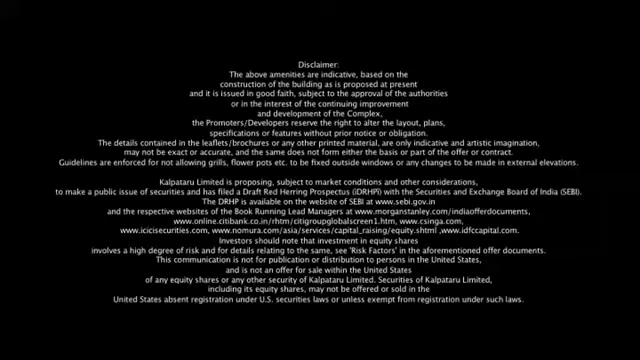 Disclaimer:
The above amenities are indicative, based on the
construction of the building as is proposed at present
and it is issued in good faith, subject to the approval of the authorities
or in the interest of the continuing improvement
and development of the Complex,
the Promoters/Developers reserve the right to alter the layout, plans,
specifications or features without prior notice or obligation.
The details contained in the leaflets/brochures or any other printed material, are only indicative and artistic imagination,
may not be exact or accurate, and the same does not form either the basis or part of the offer or contract.
Guidelines are enforced for not allowing grills, flower pots etc. to be fixed outside windows or any changes to be made in external elevations.
Kalpataru Limited is proposing, subject to market conditions and other considerations,
to make a public issue of securities and has filed a Draft Red Herring Prospectus (iDRHPi) with the Securities and Exchange Board of India (SEBI).
The DRHP is available on the website of SEBI at www.sebi.gov.in
and the respective websites of the Book Running Lead Managers at www.morganstanley.com/indiaofferdocuments,
www.online.citibank.co.in/rhtm/citigroupglobalscreen1.htm, www.csinga.com,
www.icicisecurities.com, www.nomura.com/asia/services/capital_raising/equity.shtml ,www.idfccapital.com.
Investors should note that investment in equity shares
involves a high degree of risk and for details relating to the same, see 'Risk Factors' in the aforementioned offer documents.
This communication is not for publication or distribution to persons in the United States,
and is not an offer for sale within the United States
of any equity shares or any other security of Kalpataru Limited. Securities of Kalpataru Limited,
including its equity shares, may not be offered or sold in the
United States absent registration under U.S. securities laws or unless exempt from registration under such laws.